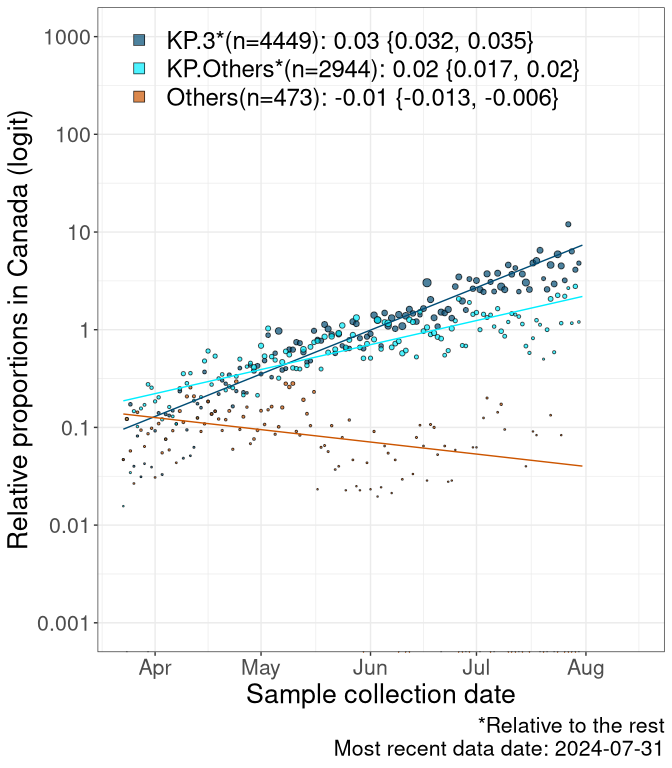 KP.3*(n=4449): 0.03 {0.032, 0.035}
KP.Others*(n=2944): 0.02 {0.017, 0.02}
Others(n=473): -0.01 {-0.013, -0.006}
Relative proportions in Canada (logit)
1000
100
10
1
0.1
0.01
0.001
Apr May Jun Jul Aug
Sample collection date
*Relative to the rest
Most recent data date: 2024-07-31